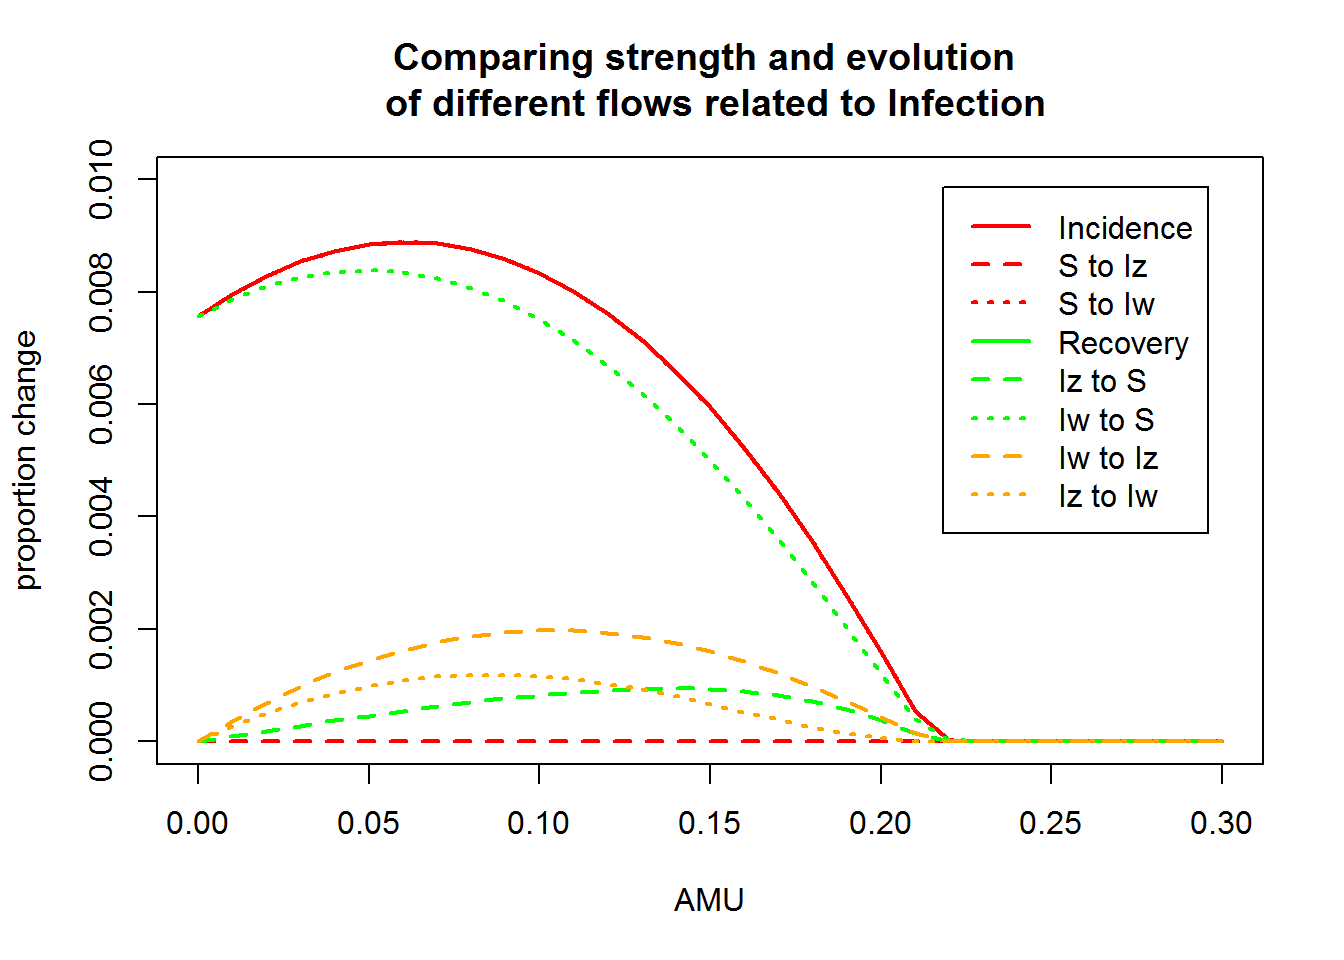 Comparing strength and evolution
of different flows related to Infection
proportion change
0.010
0.008
0.006
0.004
0.002
0.000
Incidence
S to Iz
S to Iw
Recovery
Iz to S
Iw to S
Iw to Iz
Iz to Iw
0.00 0.05 0.10 0.15 0.20 0.25 0.30
AMU